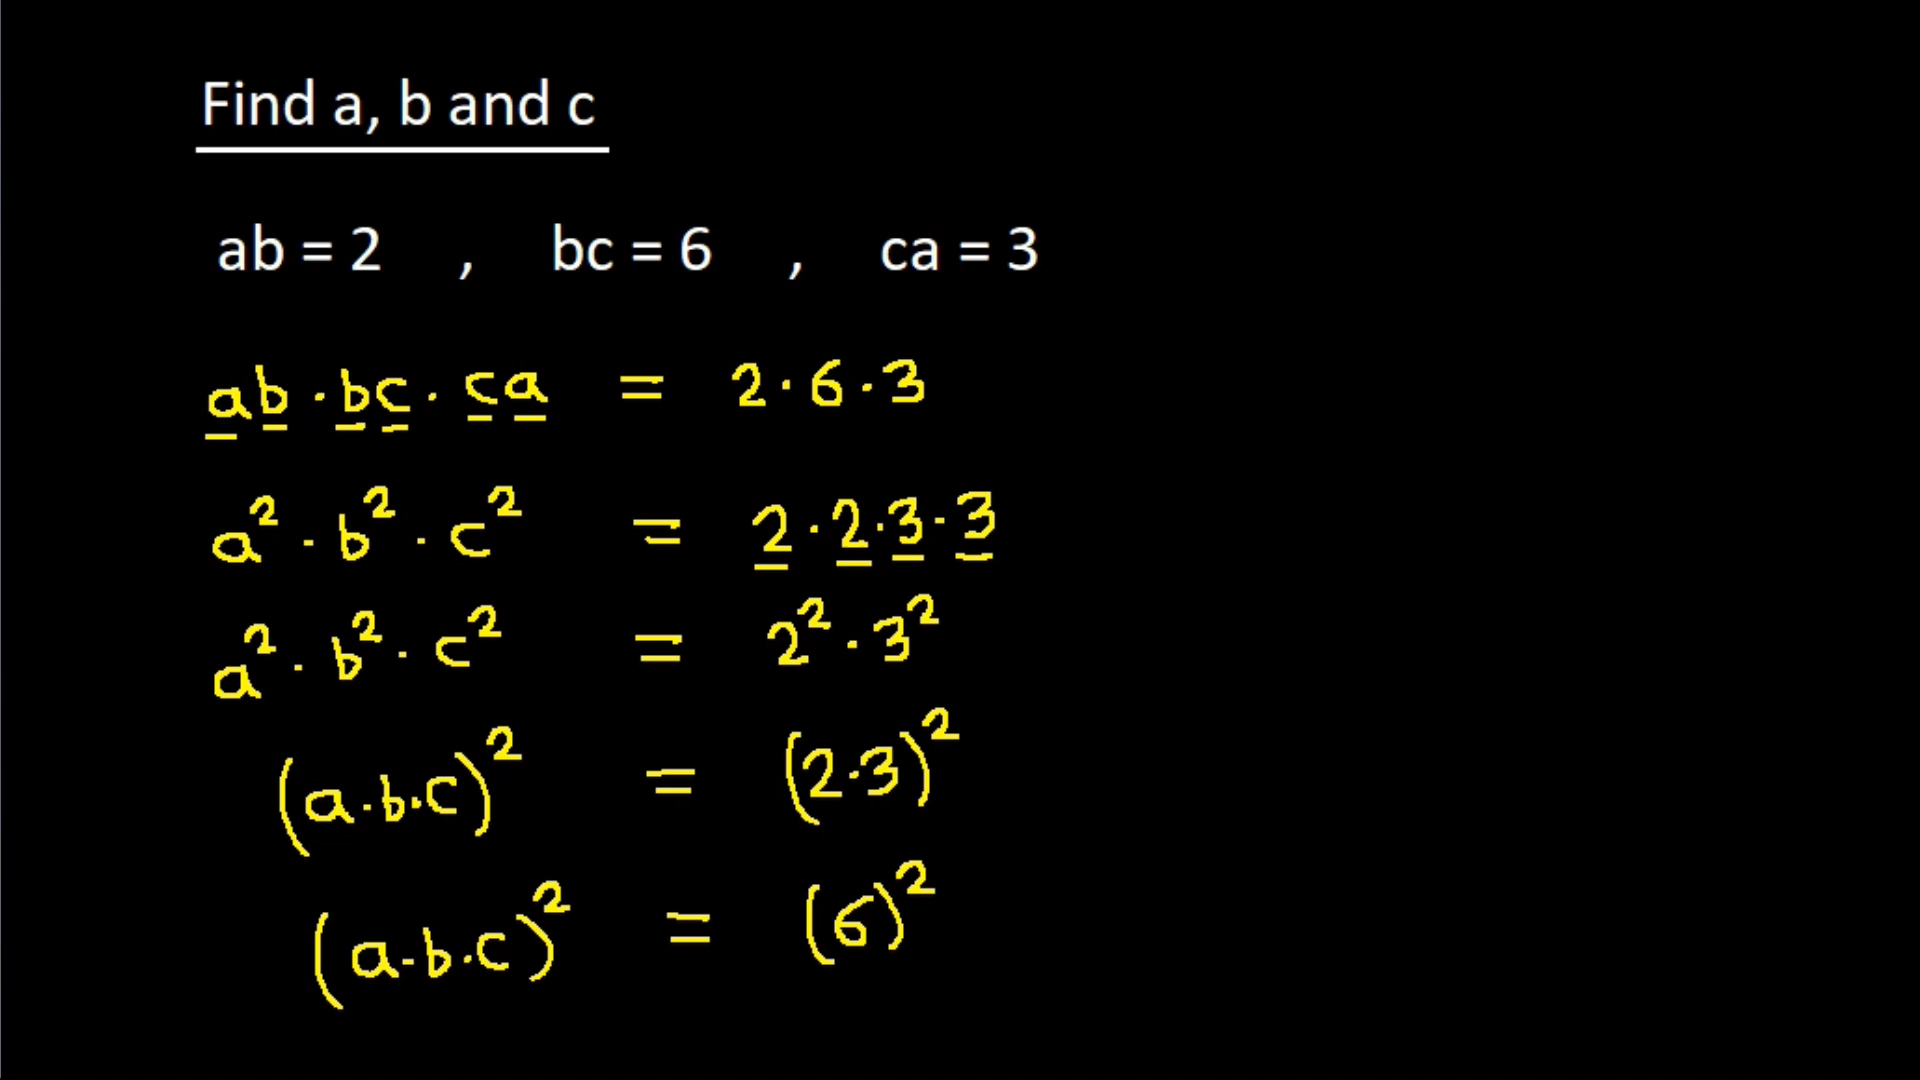 Find a, b and c
ab = 2 , bc = 6 , ca = 3
ab · bc · ca = 2 · 6 · 3
a² · b² · c² = 2 · 2 · 3 · 3
a² · b² · c² = 2² · 3²
(a · b · c)² = (2 · 3)²
(a · b · c)² = (6)²